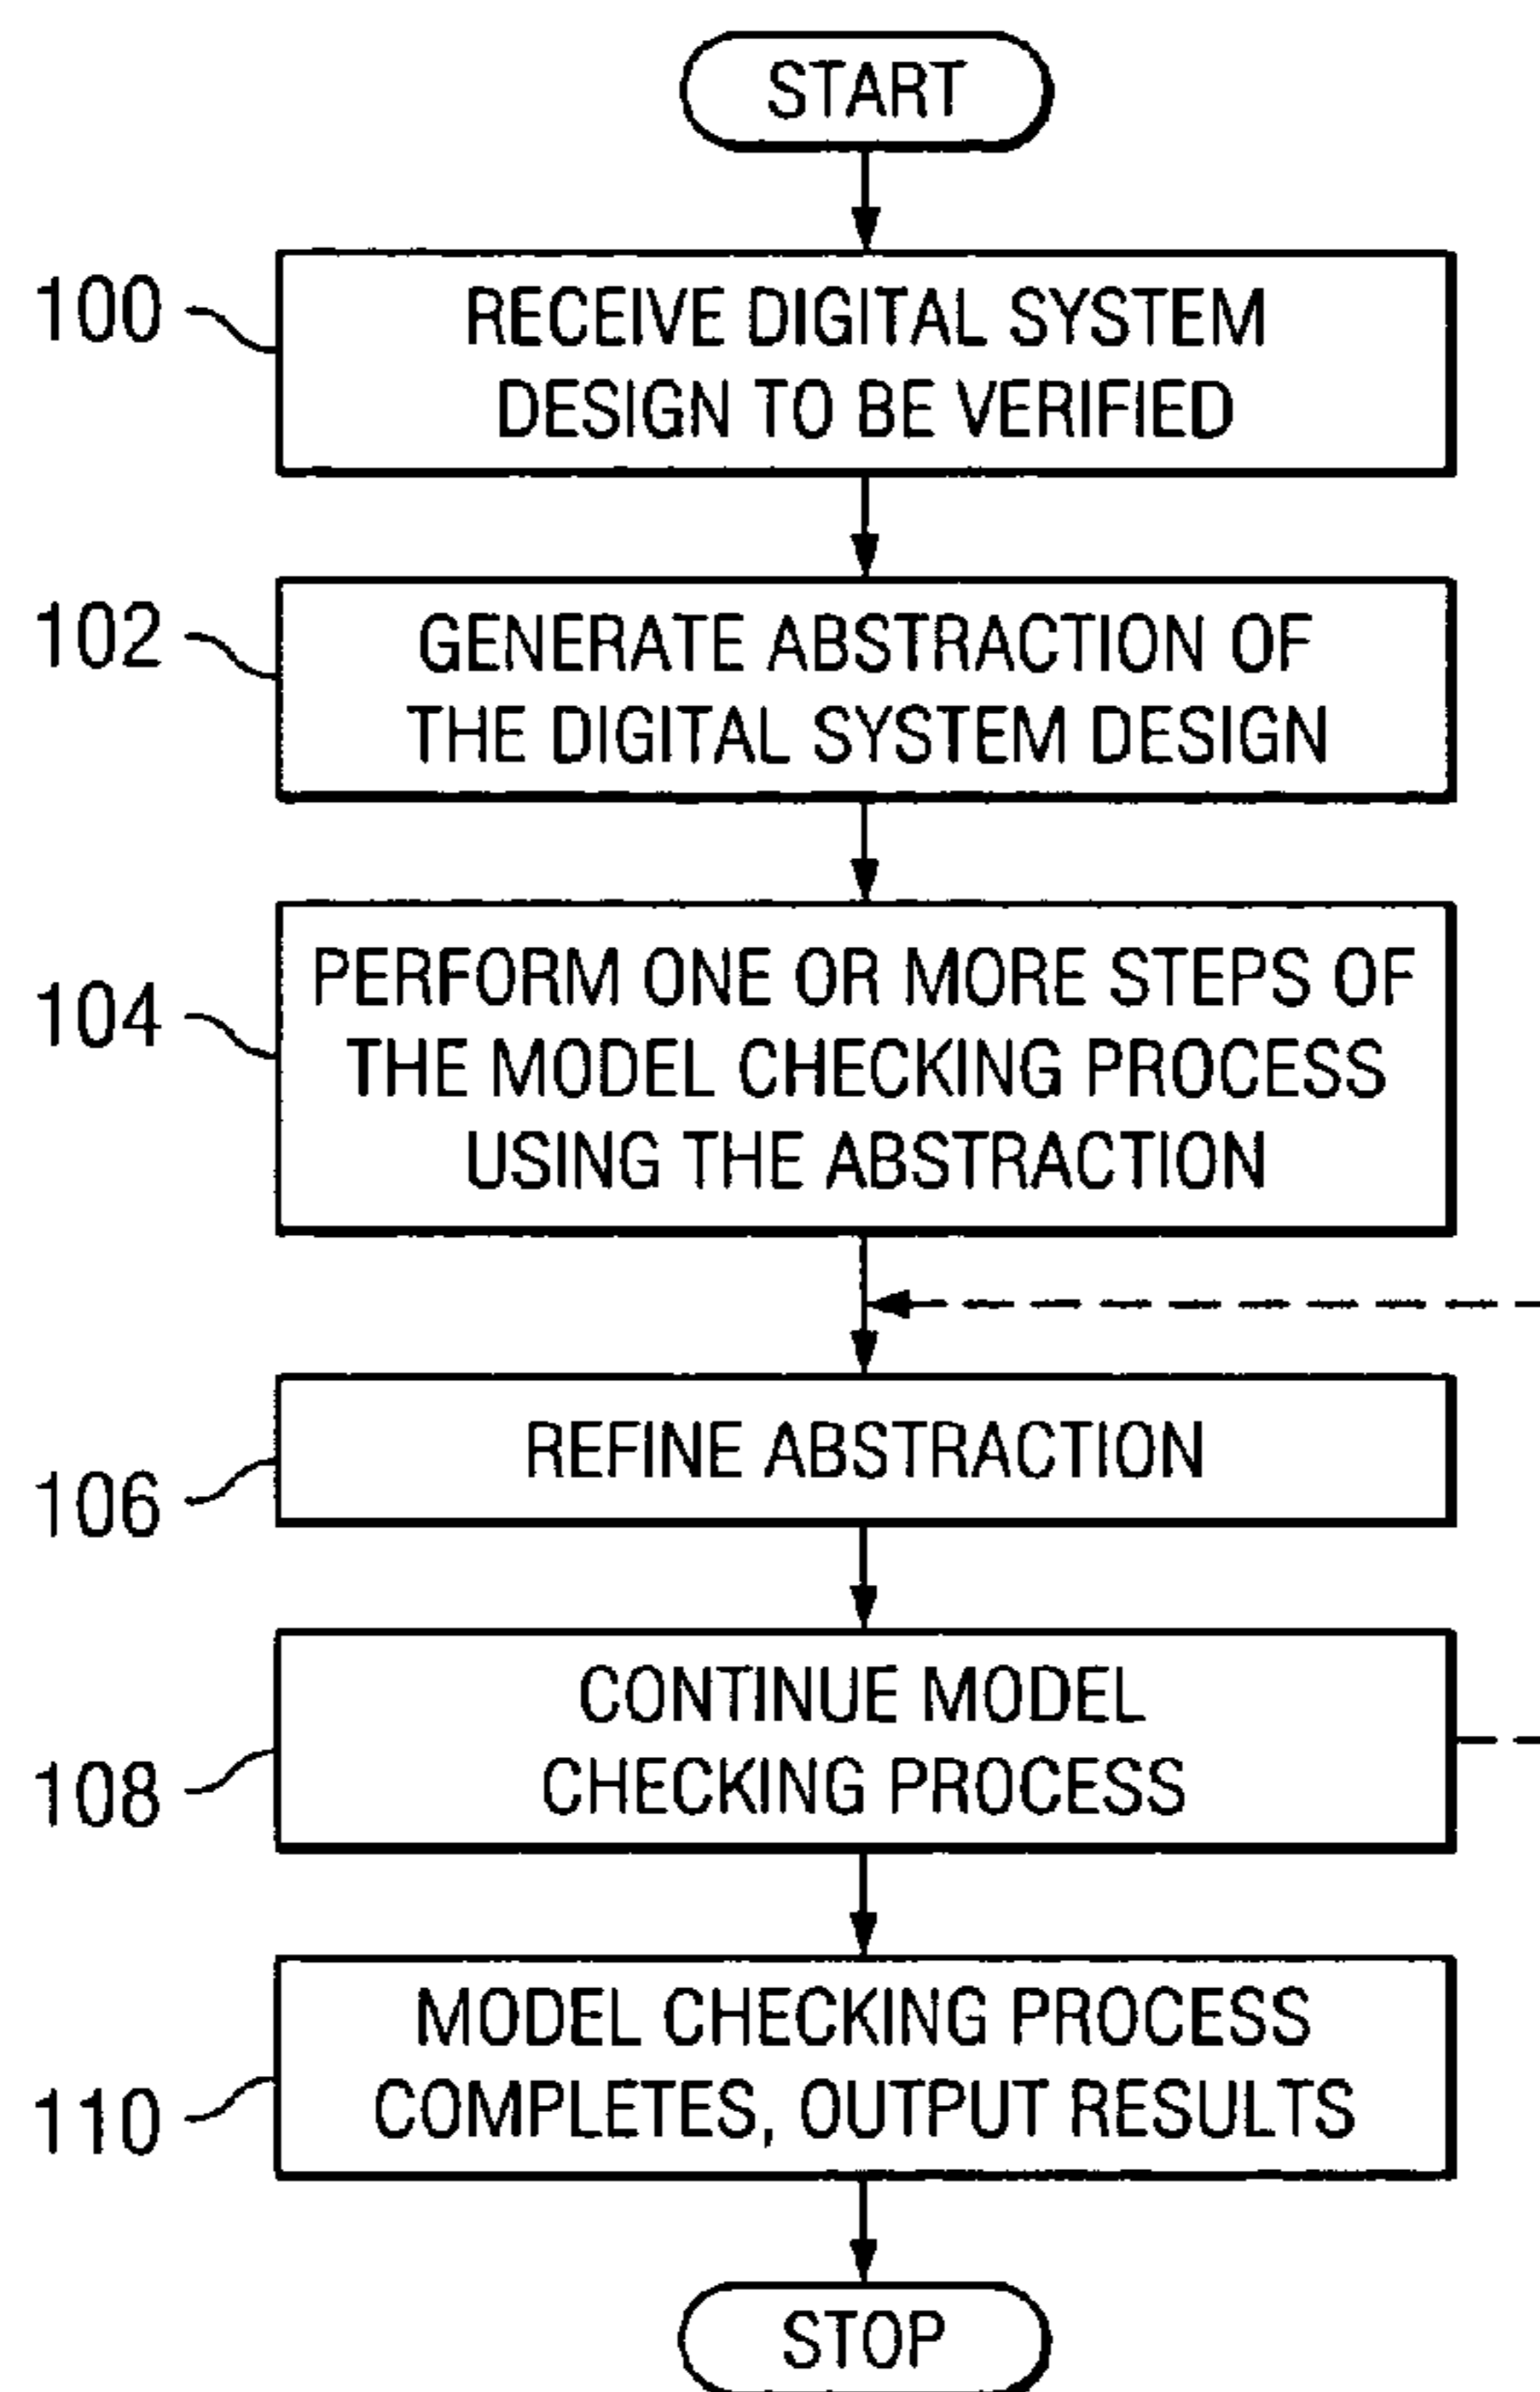 START
100
RECEIVE DIGITAL SYSTEM
DESIGN TO BE VERIFIED
102
GENERATE ABSTRACTION OF
THE DIGITAL SYSTEM DESIGN
104
PERFORM ONE OR MORE STEPS OF
THE MODEL CHECKING PROCESS
USING THE ABSTRACTION
106
REFINE ABSTRACTION
108
CONTINUE MODEL
CHECKING PROCESS
110
MODEL CHECKING PROCESS
COMPLETES, OUTPUT RESULTS
STOP